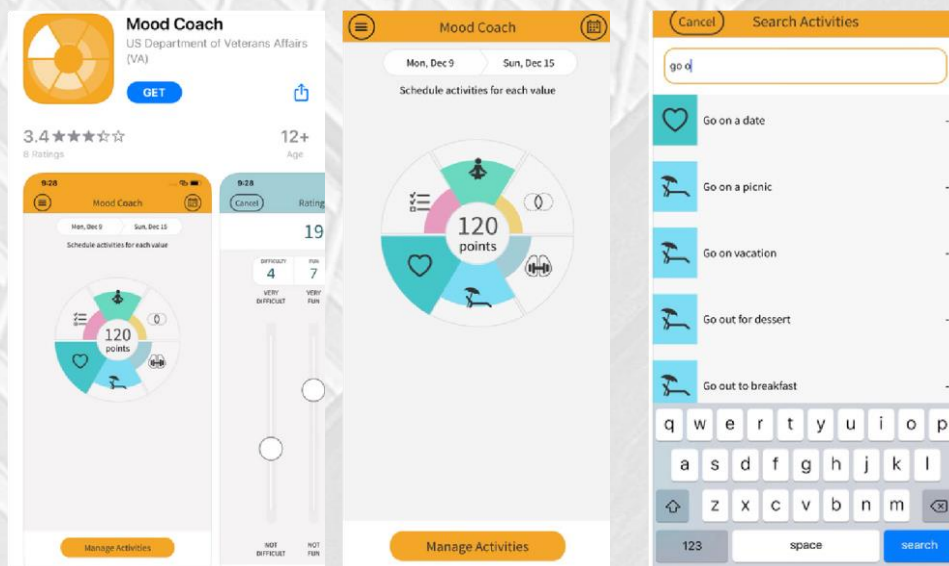 Mood Coach
US Department of Veterans Affairs
(VA)
GET
3.4★★★☆☆
12+
6 Ratings
Age
9:28
Mood Coach
Mon, Dec 9
Sun, Dec 15
Schedule activities for each value
120
points
Manage Activities
9:28
Cancel
Rating
19
DIFFICULTY
FUN
4
7
VERY
DIFFICULT
VERY
FUN
NOT
DIFFICULT
NOT
FUN
Mood Coach
Mon, Dec 9
Sun, Dec 15
Schedule activities for each value
120
points
Manage Activities
Cancel
Search Activities
go o
Go on a date
Go on a picnic
Go on vacation
Go out for dessert
Go out to breakfast
q w e r t y u i o p
a s d f g h j k l
z x c v b n m
123 space search